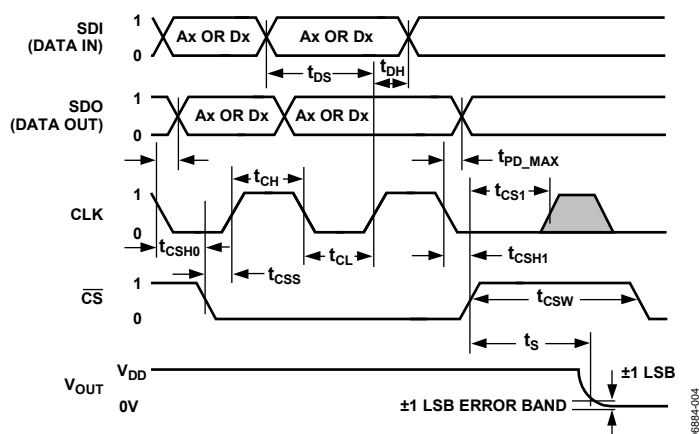 SDI
(DATA IN)
1
0
Ax OR Dx
Ax OR Dx
tDS
tDH
SDO
(DATA OUT)
1
0
Ax OR Dx
Ax OR Dx
tPD_MAX
tCH
tCS1
CLK
1
0
tCSH0
tCSS
tCL
tCSH1
CS
1
0
tCSW
tS
VOUT
VDD
0V
±1 LSB
±1 LSB ERROR BAND
06884-004